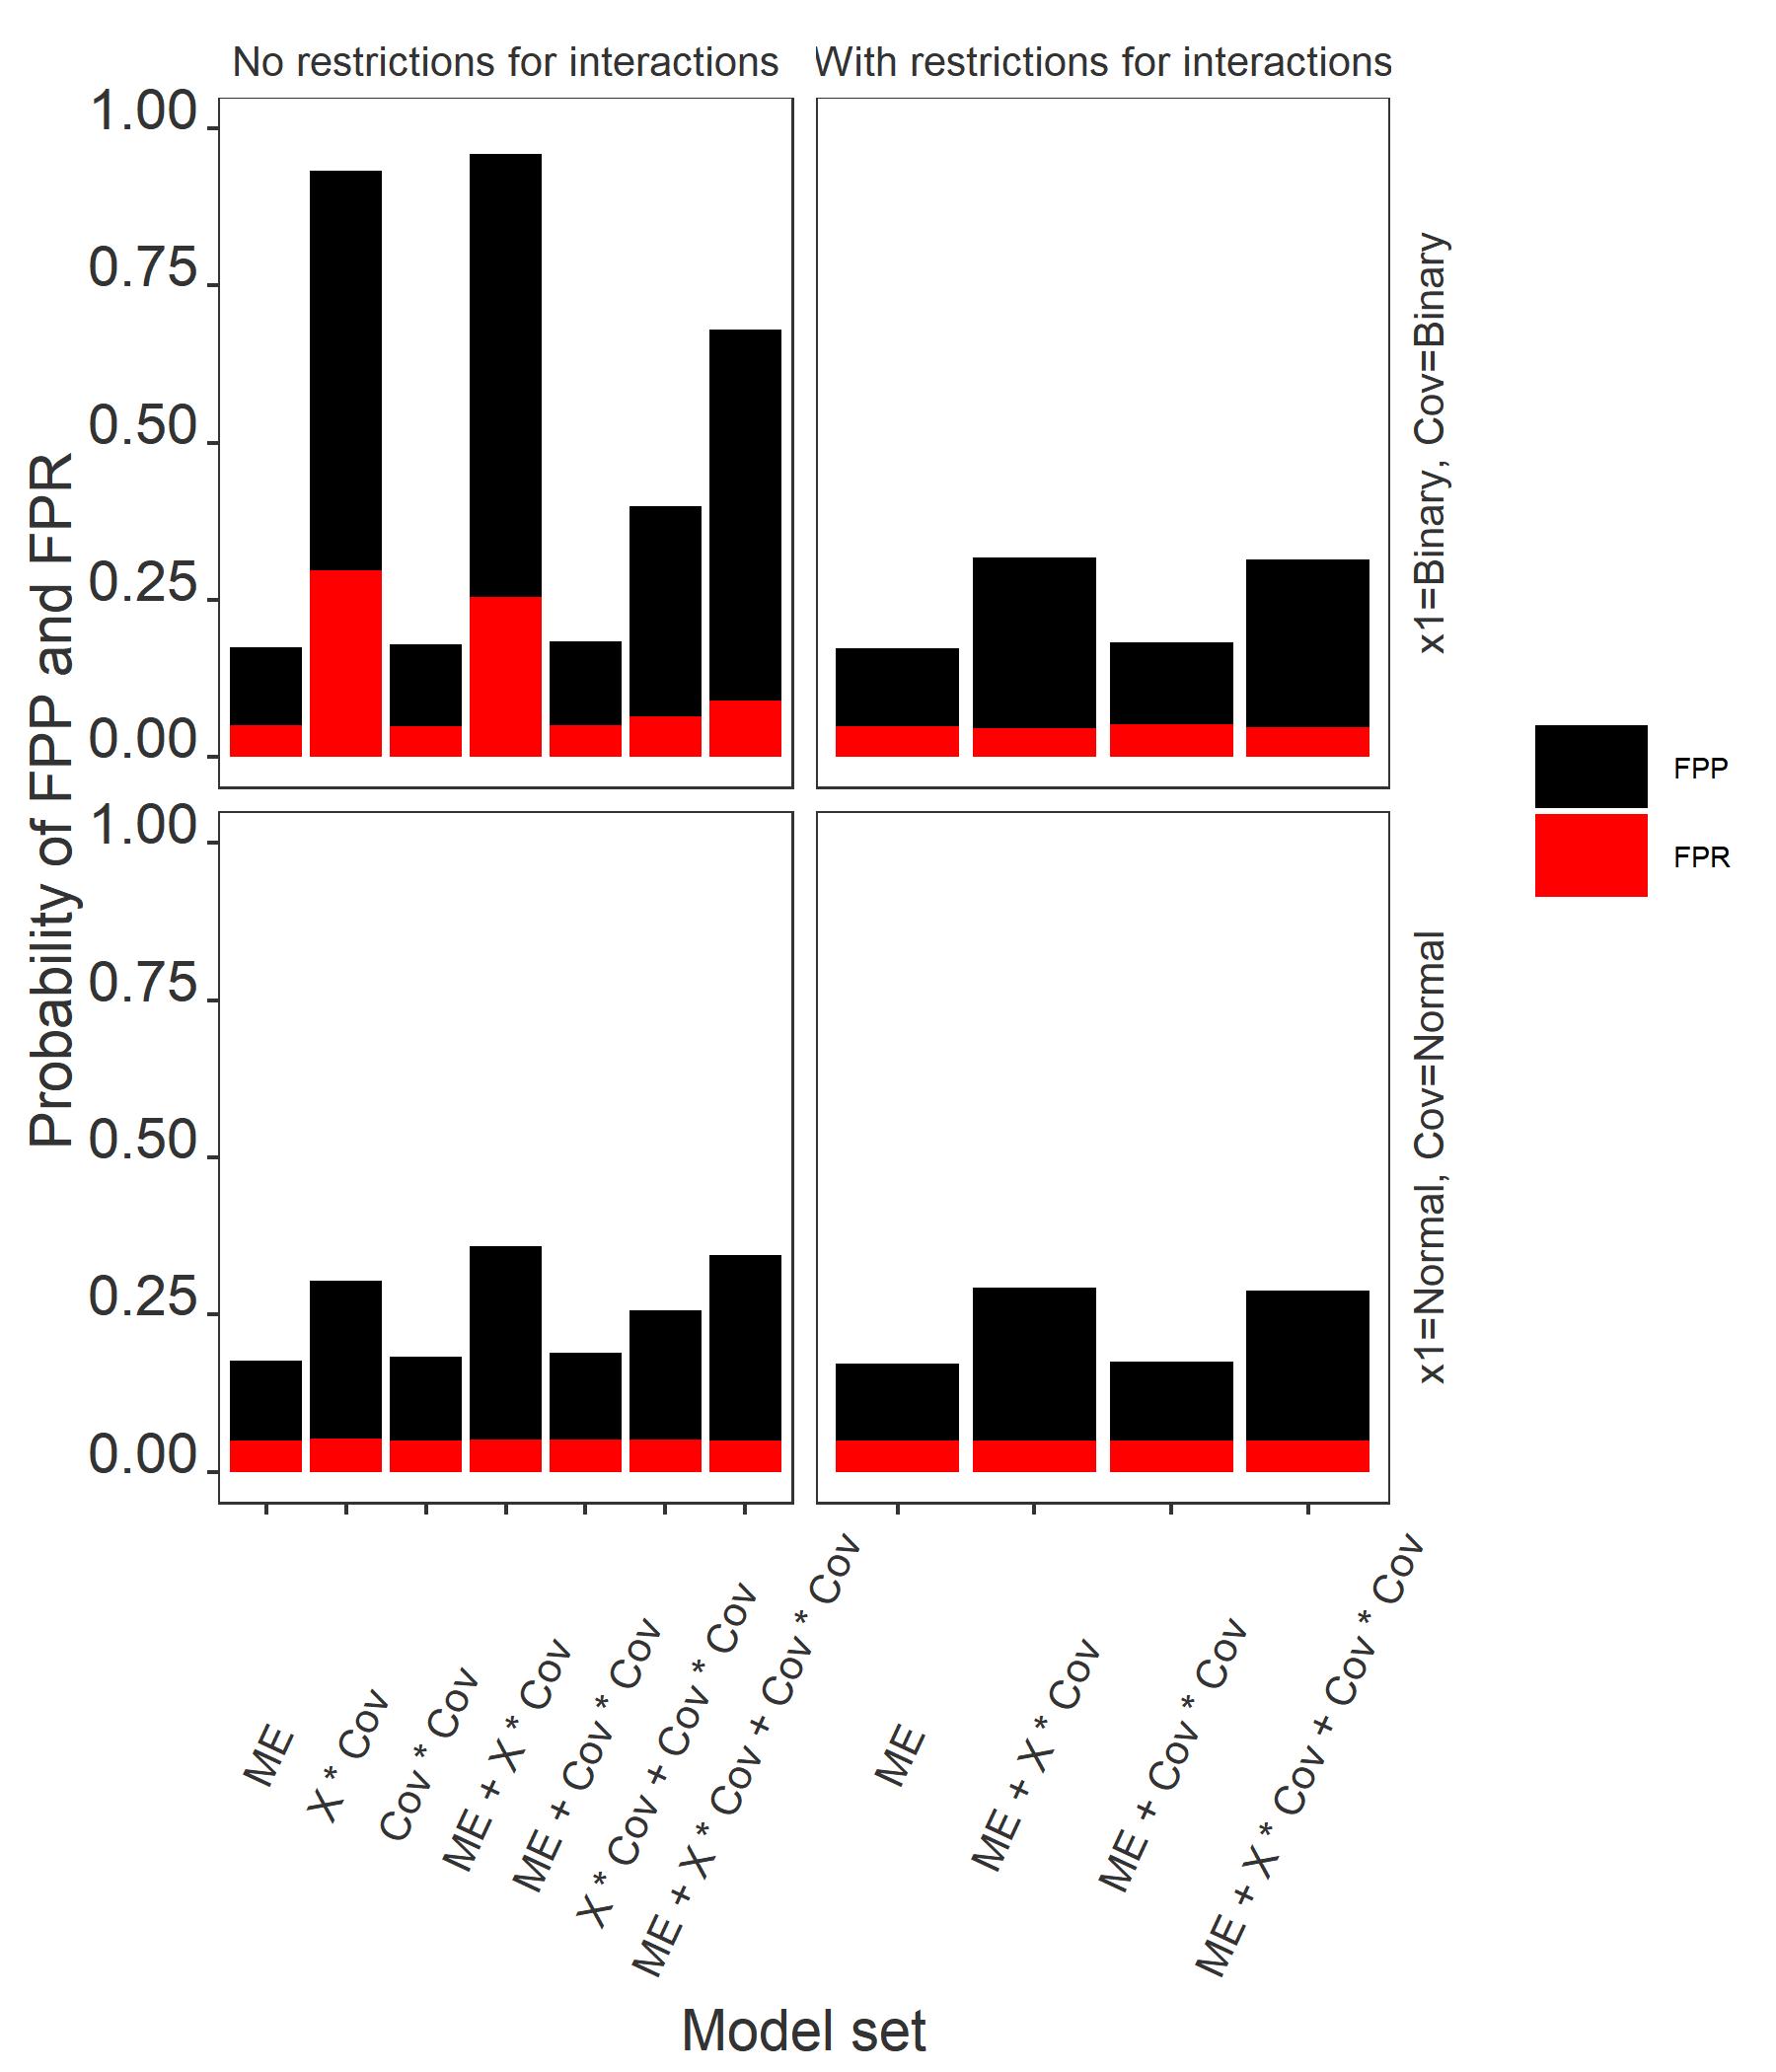 No restrictions for interactions
With restrictions for interactions
Probability of FPP and FPR
1.00
0.75
0.50
0.25
0.00
x1=Binary, Cov=Binary
1.00
0.75
0.50
0.25
0.00
x1=Normal, Cov=Normal
FPP
FPR
ME
X * Cov
Cov * Cov
ME + X * Cov
ME + Cov * Cov
X * Cov + Cov * Cov
ME + X * Cov + Cov * Cov
ME
ME + X * Cov
ME + Cov * Cov
ME + X * Cov + Cov * Cov
Model set